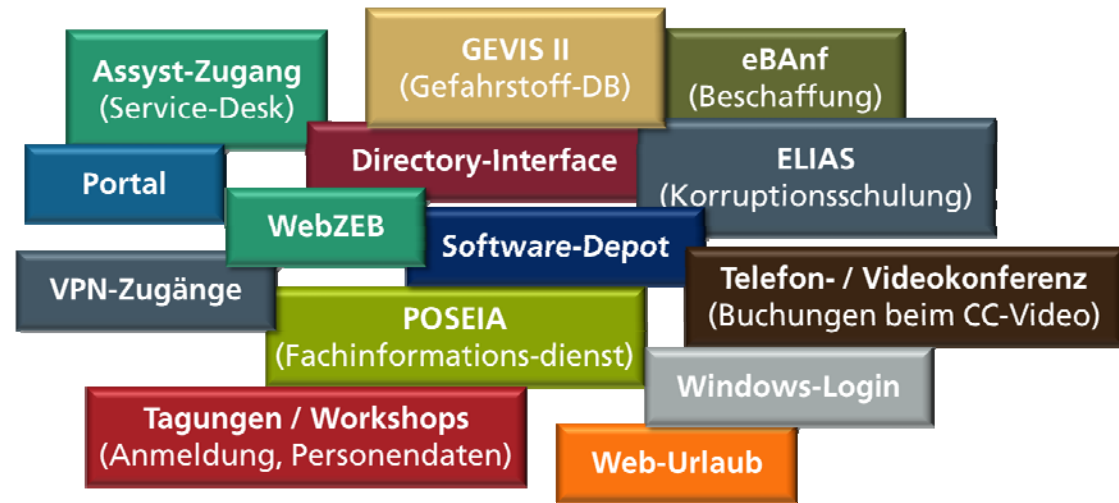 Assyst-Zugang
(Service-Desk)
GEVIS II
(Gefahrstoff-DB)
eBAnf
(Beschaffung)
Portal
Directory-Interface
ELIAS
(Korruptionsschulung)
WebZEB
Software-Depot
VPN-Zugänge
POSEIA
(Fachinformations-dienst)
Telefon- / Videokonferenz
(Buchungen beim CC-Video)
Windows-Login
Tagungen / Workshops
(Anmeldung, Personendaten)
Web-Urlaub